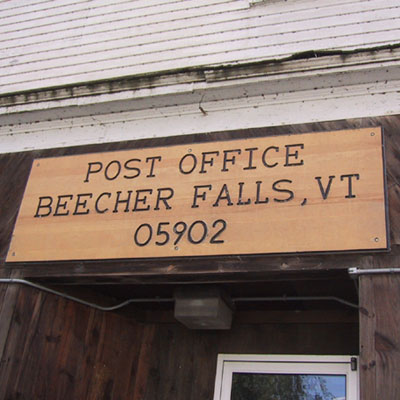 POST OFFICE
BEECHER FALLS, VT
05902